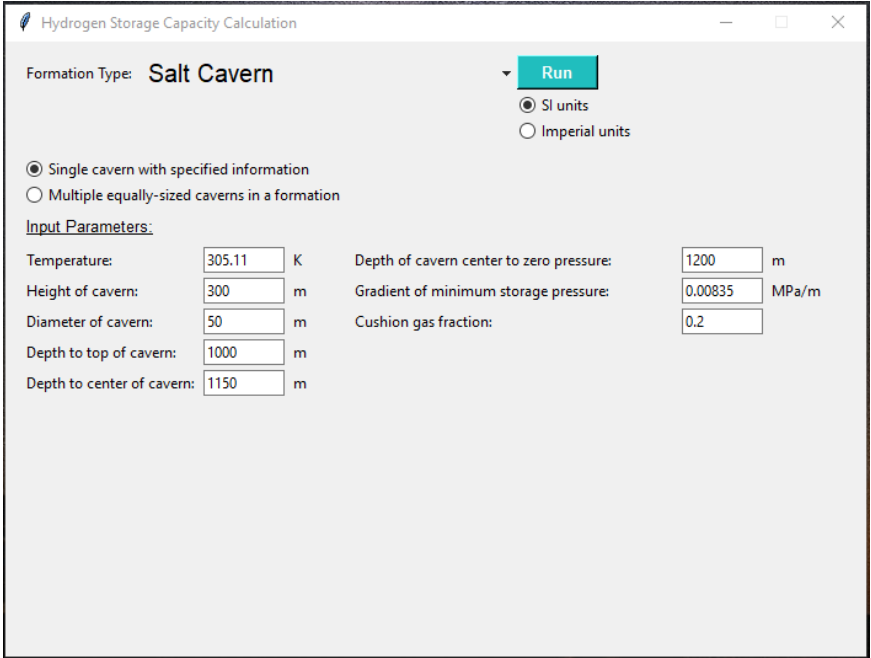 Hydrogen Storage Capacity Calculation
Formation Type: Salt Cavern Run
SI units
Imperial units
Single cavern with specified information
Multiple equally-sized caverns in a formation
Input Parameters:
Temperature: 305.11 K Depth of cavern center to zero pressure: 1200 m
Height of cavern: 300 m Gradient of minimum storage pressure: 0.00835 MPa/m
Diameter of cavern: 50 m Cushion gas fraction: 0.2
Depth to top of cavern: 1000 m
Depth to center of cavern: 1150 m